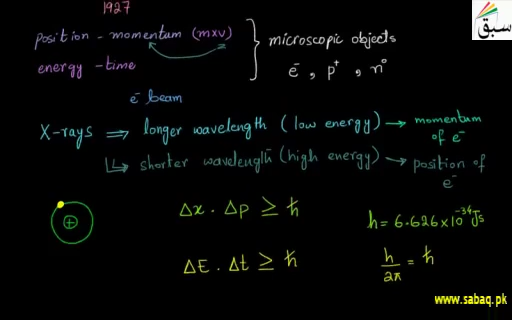 1927
سبق
position - momentum (mxv)
energy - time
microscopic objects
e⁻, p⁺, n⁰
e⁻ beam
X-rays ⇒ longer wavelength (low energy) → momentum of e⁻
↳ shorter wavelength (high energy) → position of e⁻
+
Δx · Δp ≥ ℏ
h = 6.626×10⁻³⁴ Js
ΔE · Δt ≥ ℏ
h/2π = ℏ
www.sabaq.pk